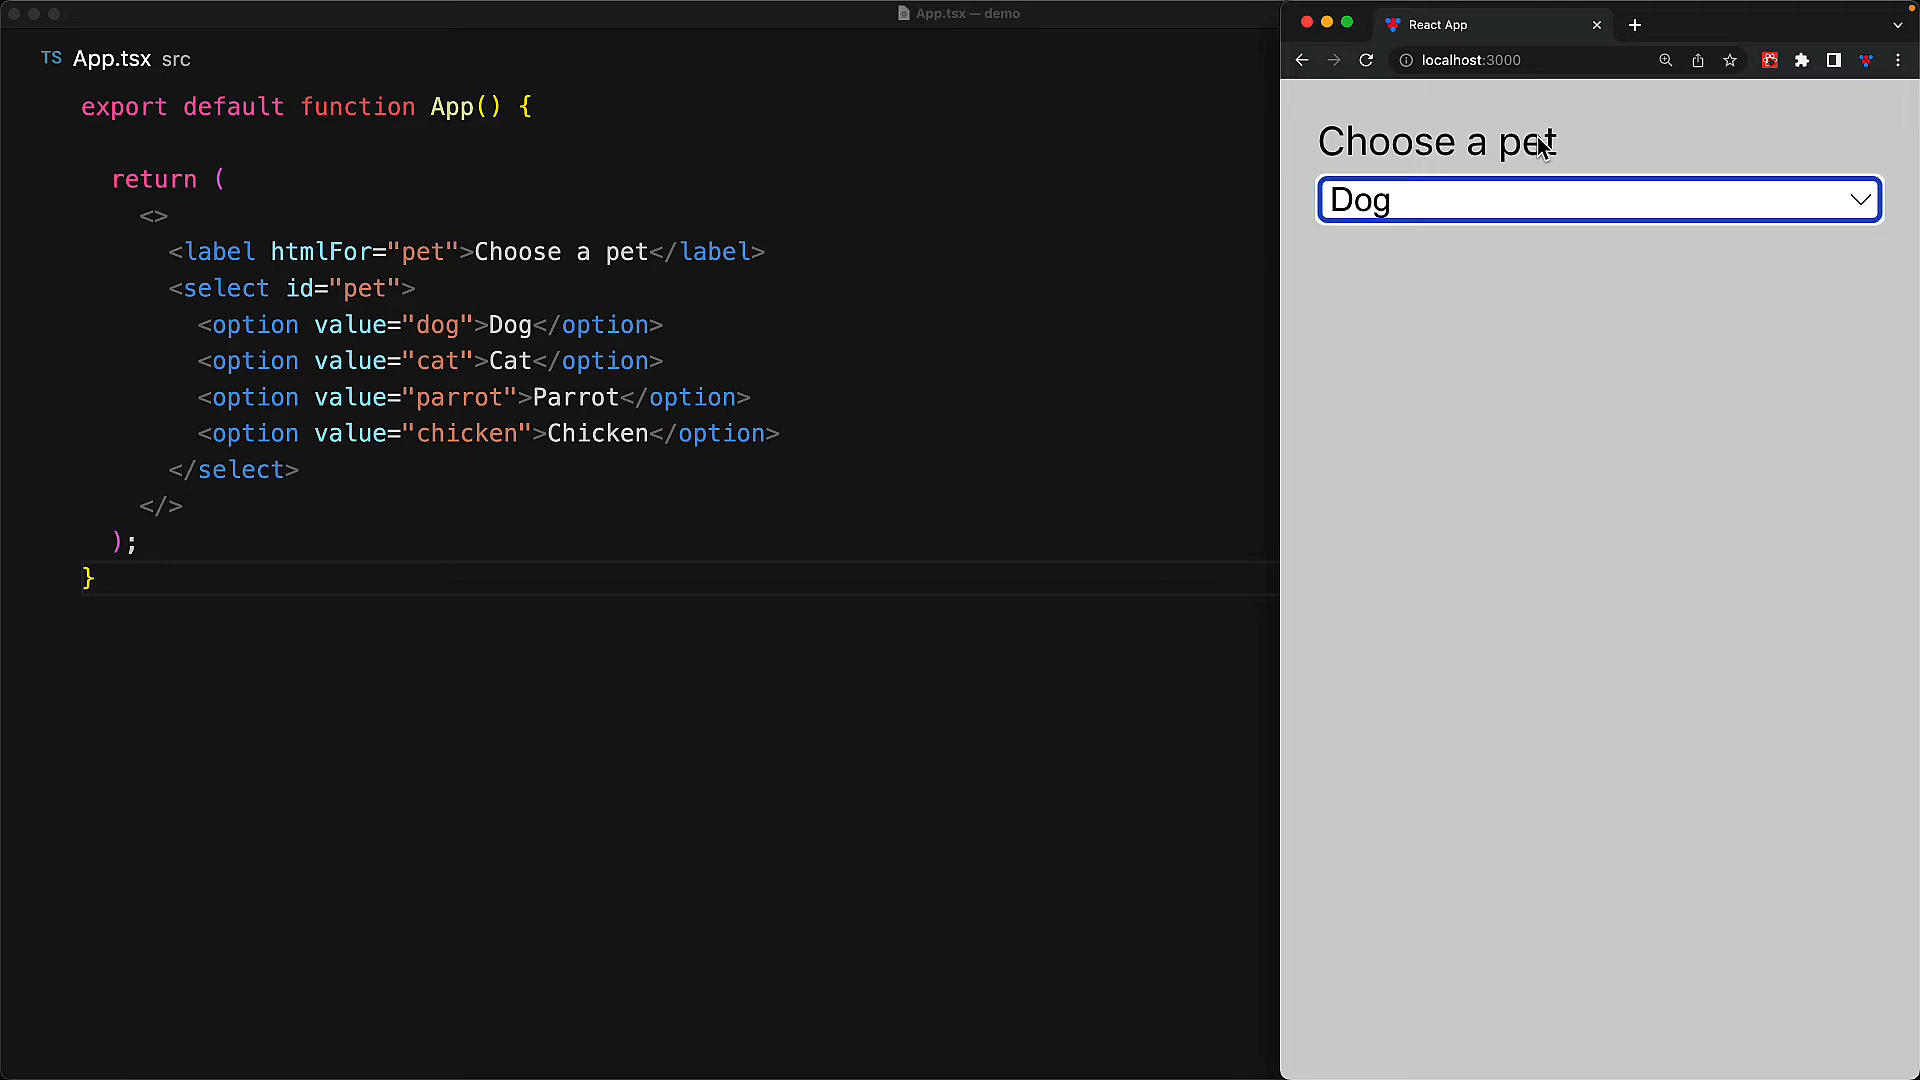 App.tsx — demo
TS App.tsx src
export default function App() {
return (
<>
<label htmlFor="pet">Choose a pet</label>
<select id="pet">
<option value="dog">Dog</option>
<option value="cat">Cat</option>
<option value="parrot">Parrot</option>
<option value="chicken">Chicken</option>
</select>
</>
);
}
React App
localhost:3000
Choose a pet
Dog